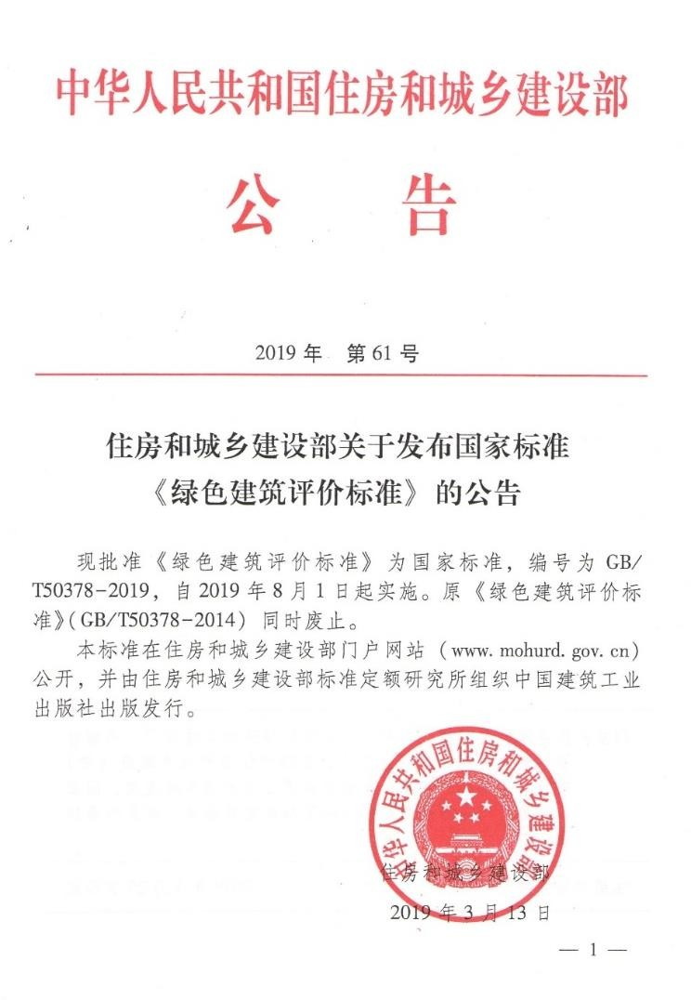 中华人民共和国住房和城乡建设部
公 告
2019 年 第 61 号
住房和城乡建设部关于发布国家标准
《绿色建筑评价标准》的公告
现批准《绿色建筑评价标准》为国家标准，编号为 GB/
T50378-2019，自 2019 年 8 月 1 日起实施。原《绿色建筑评价标
准》(GB/T50378-2014) 同时废止。
本标准在住房和城乡建设部门户网站 (www. mohurd. gov. cn)
公开，并由住房和城乡建设部标准定额研究所组织中国建筑工业
出版社出版发行。
中华人民共和国住房和城乡建设部
住房和城乡建设部
2019 年 3 月 13 日
— 1 —